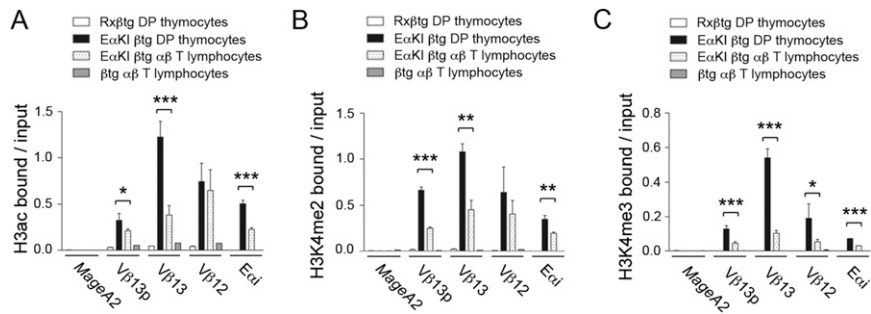 A
Rxβtg DP thymocytes
EαKI βtg DP thymocytes
EαKI βtg αβ T lymphocytes
βtg αβ T lymphocytes
H3ac bound / input
1.5
1.0
0.5
0.0
*
***
***
MageA2
Vβ13p
Vβ13
Vβ12
Eαi
B
Rxβtg DP thymocytes
EαKI βtg DP thymocytes
EαKI βtg αβ T lymphocytes
βtg αβ T lymphocytes
H3K4me2 bound / input
1.5
1.0
0.5
0.0
***
**
**
MageA2
Vβ13p
Vβ13
Vβ12
Eαi
C
Rxβtg DP thymocytes
EαKI βtg DP thymocytes
EαKI βtg αβ T lymphocytes
βtg αβ T lymphocytes
H3K4me3 bound / input
0.8
0.6
0.4
0.2
0.0
***
***
*
***
MageA2
Vβ13p
Vβ13
Vβ12
Eαi